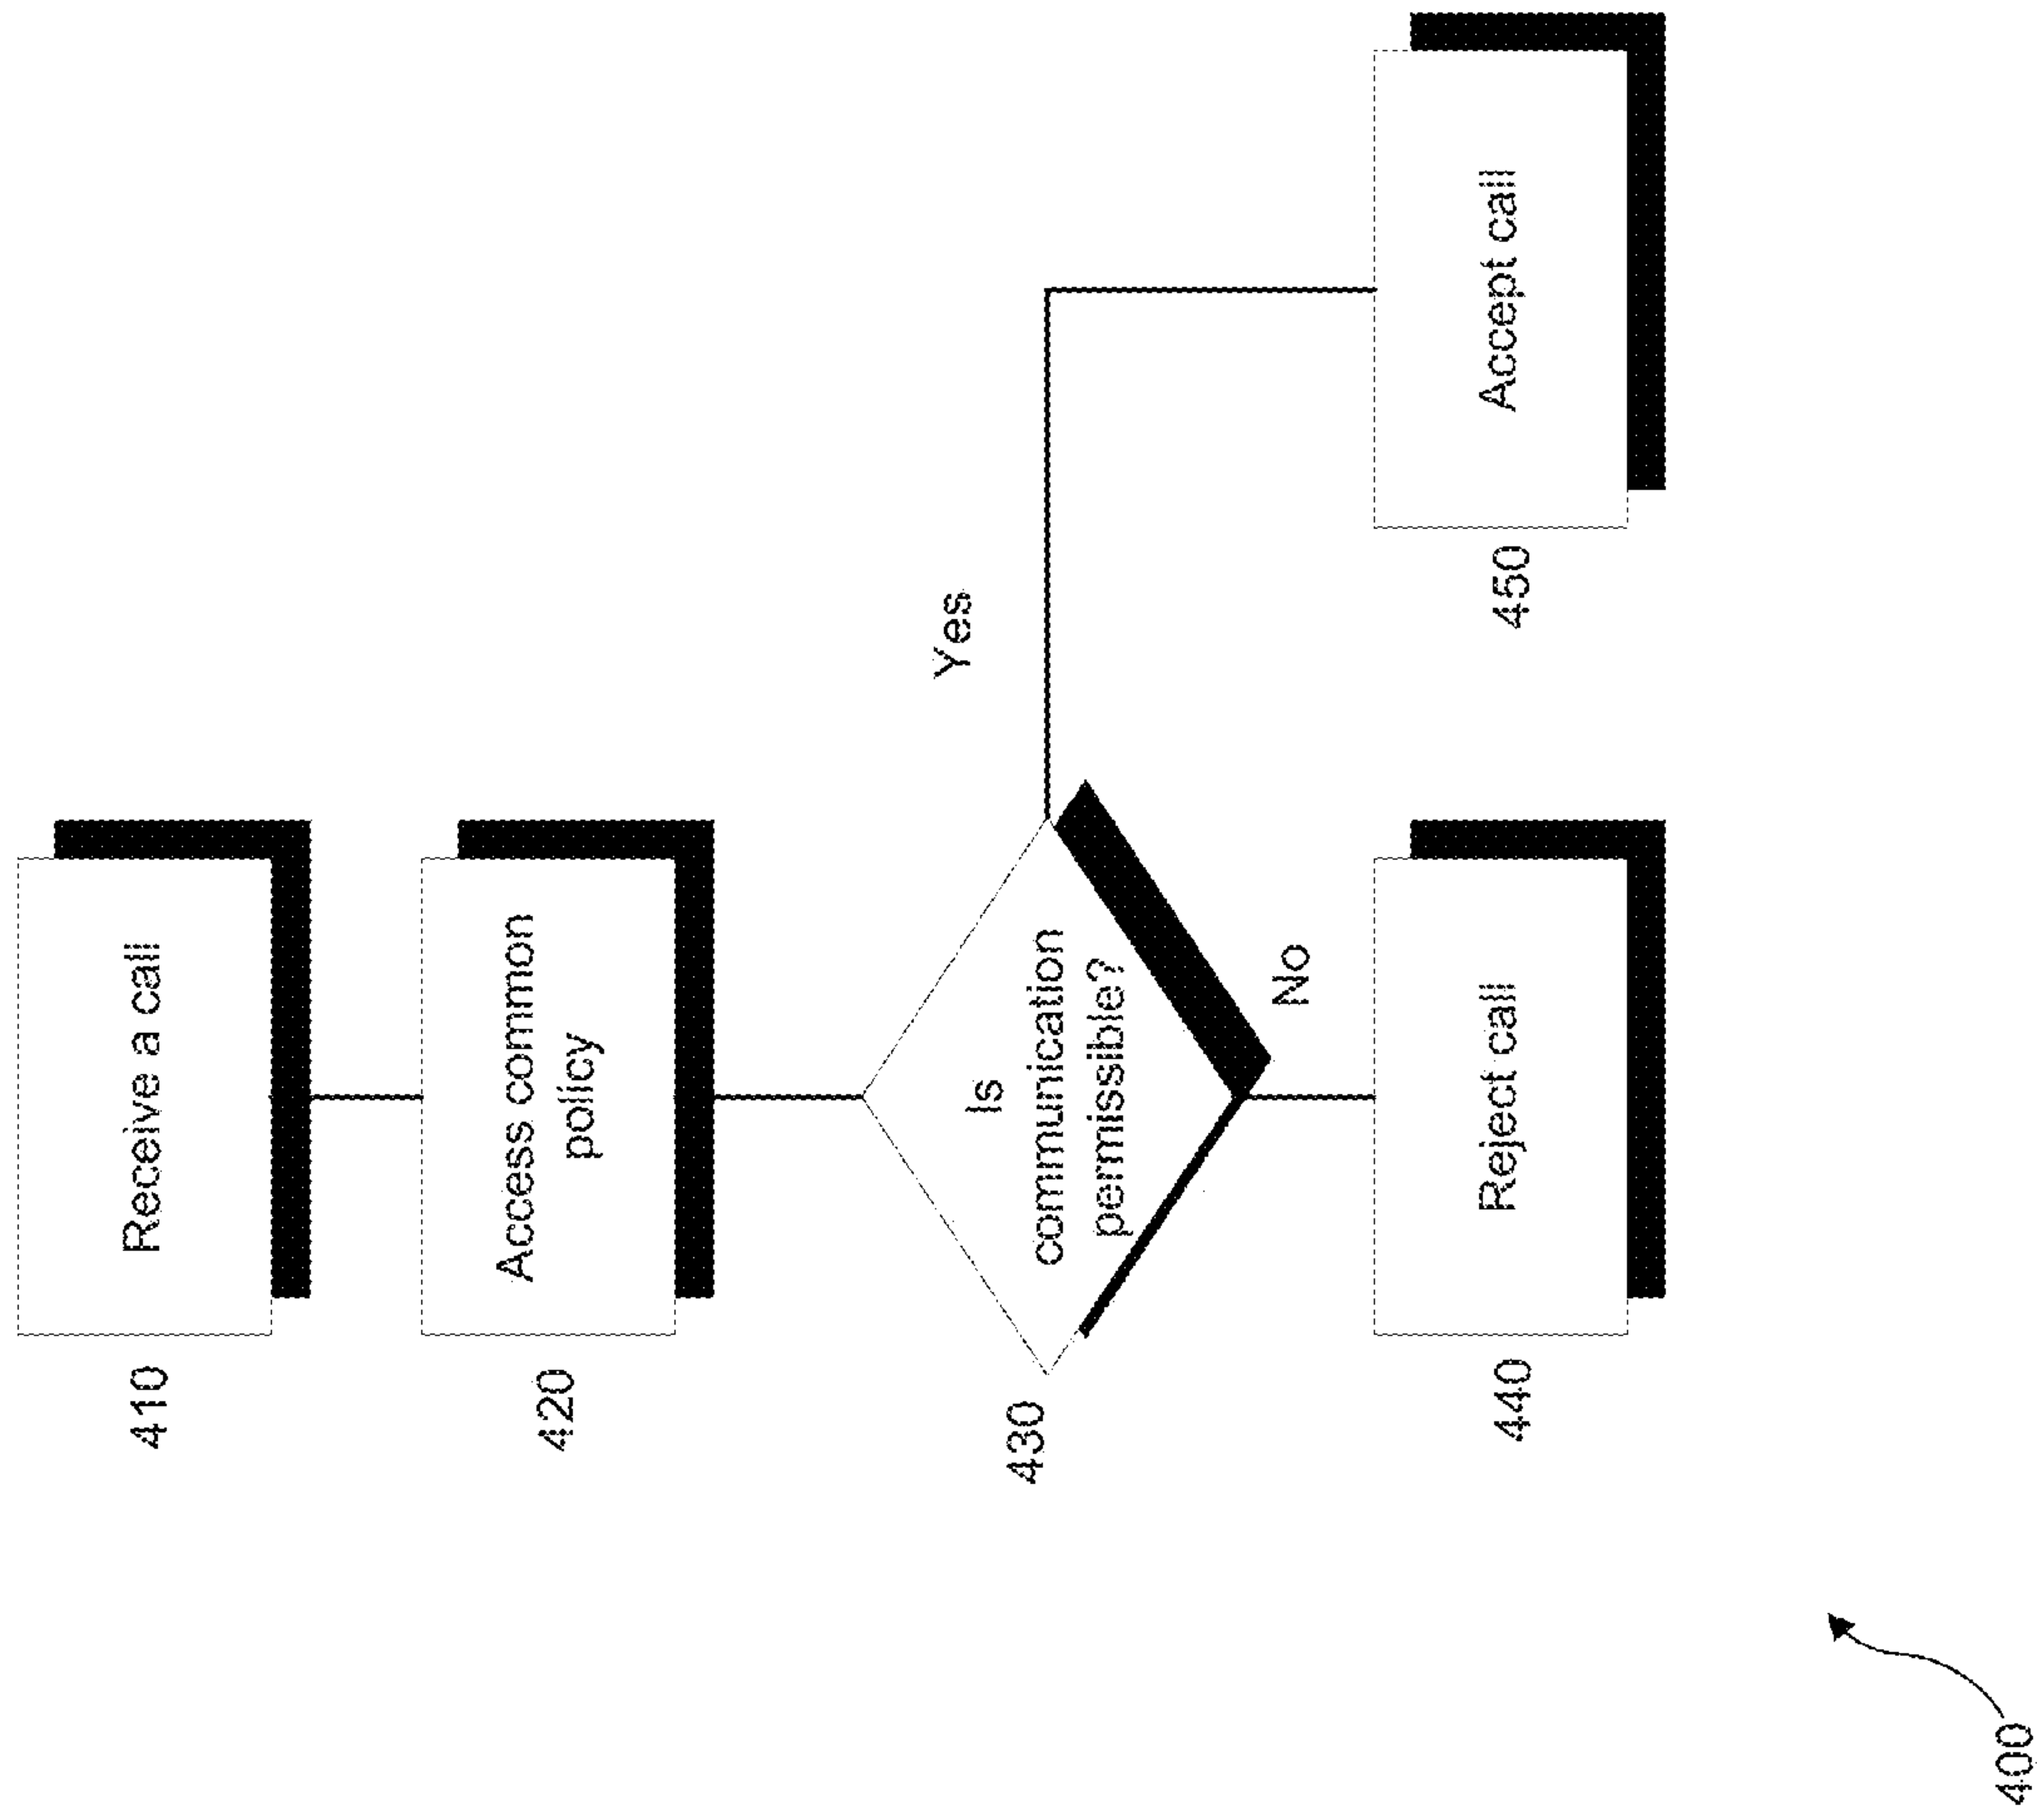 410
Receive a call
420
Access common
policy
430
Is
communication
permissible?
Yes
No
440
Reject call
450
Accept call
400